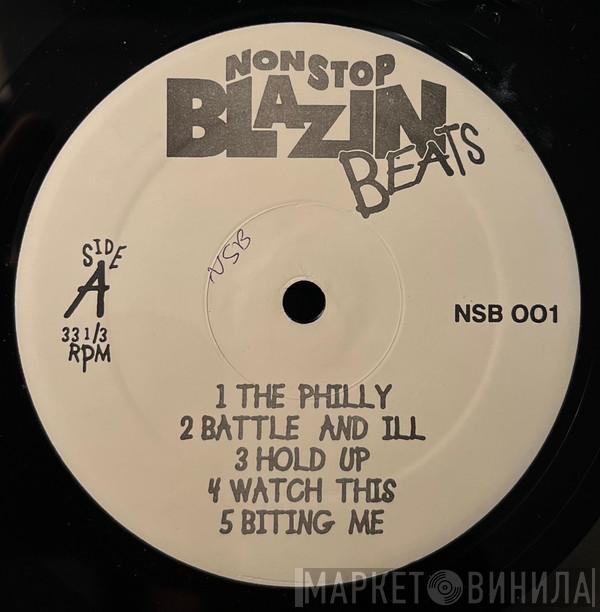 NONSTOP
BLAZIN
BEATS
SIDE
A
33 1/3
RPM
NSB
NSB 001
1 THE PHILLY
2 BATTLE AND ILL
3 HOLD UP
4 WATCH THIS
5 BITING ME
МАРКЕТ ВИНИЛА